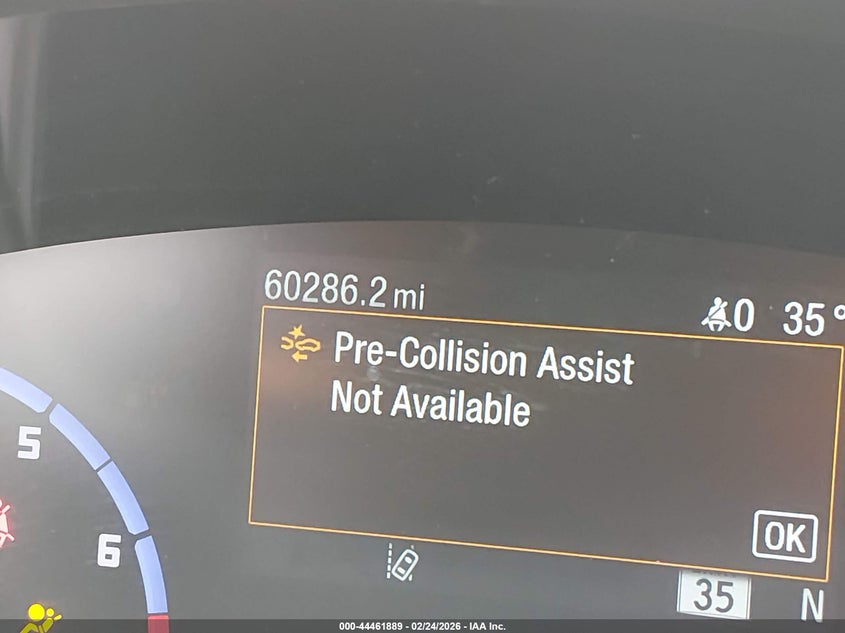 60286.2 mi
0 35°
Pre-Collision Assist
Not Available
5
6
OK
35
N
000-44461889 - 02/24/2026 - IAA Inc.